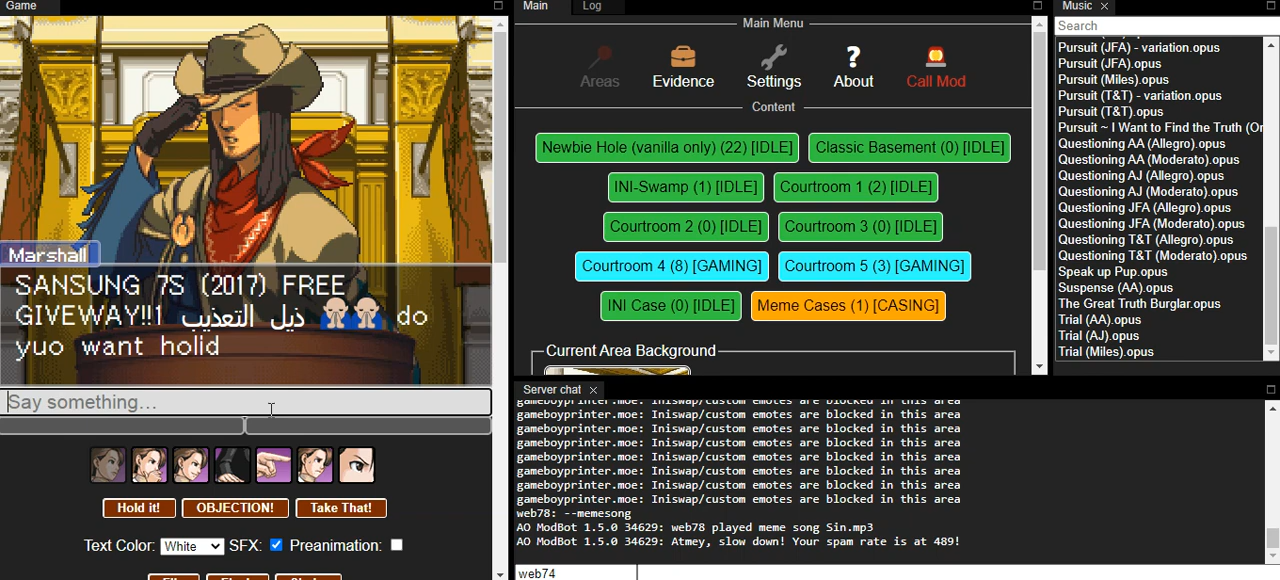 Game
Marshall
SANSUNG 7S (2017) FREE
GIVEWAY!!1 ذيل التعذيب 👴👴 do
yuo want holid
Say something...
Hold it!
OBJECTION!
Take That!
Text Color: White SFX: Preanimation:
Main Log
Main Menu
Areas
Evidence
Settings
? About
Call Mod
Content
Newbie Hole (vanilla only) (22) [IDLE]
Classic Basement (0) [IDLE]
INI-Swamp (1) [IDLE]
Courtroom 1 (2) [IDLE]
Courtroom 2 (0) [IDLE]
Courtroom 3 (0) [IDLE]
Courtroom 4 (8) [GAMING]
Courtroom 5 (3) [GAMING]
INI Case (0) [IDLE]
Meme Cases (1) [CASING]
Current Area Background
Music
Search
Pursuit (JFA) - variation.opus
Pursuit (JFA).opus
Pursuit (Miles).opus
Pursuit (T&T) - variation.opus
Pursuit (T&T).opus
Pursuit ~ I Want to Find the Truth (Or
Questioning AA (Allegro).opus
Questioning AA (Moderato).opus
Questioning AJ (Allegro).opus
Questioning AJ (Moderato).opus
Questioning JFA (Allegro).opus
Questioning JFA (Moderato).opus
Questioning T&T (Allegro).opus
Questioning T&T (Moderato).opus
Speak up Pup.opus
Suspense (AA).opus
The Great Truth Burglar.opus
Trial (AA).opus
Trial (AJ).opus
Trial (Miles).opus
Server chat
gameboyprinter.moe: Iniswap/custom emotes are blocked in this area
gameboyprinter.moe: Iniswap/custom emotes are blocked in this area
gameboyprinter.moe: Iniswap/custom emotes are blocked in this area
gameboyprinter.moe: Iniswap/custom emotes are blocked in this area
gameboyprinter.moe: Iniswap/custom emotes are blocked in this area
gameboyprinter.moe: Iniswap/custom emotes are blocked in this area
gameboyprinter.moe: Iniswap/custom emotes are blocked in this area
web78: --memesong
AO ModBot 1.5.0 34629: web78 played meme song Sin.mp3
AO ModBot 1.5.0 34629: Atmey, slow down! Your spam rate is at 489!
web74